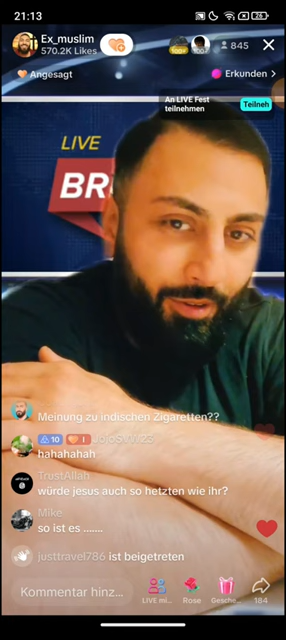 21:13
26
Ex_muslim
570.2K Likes
845
Angesagt
Erkunden
An LIVE Fest
teilnehmen
Teilneh
LIVE
BR
Meinung zu indischen Zigaretten??
10
hahahahah
TrustAllah
würde jesus auch so hetzten wie ihr?
Mike
so ist es .......
justtravel786 ist beigetreten
Kommentar hinz...
LIVE mi...
Rose
Gesche...
184